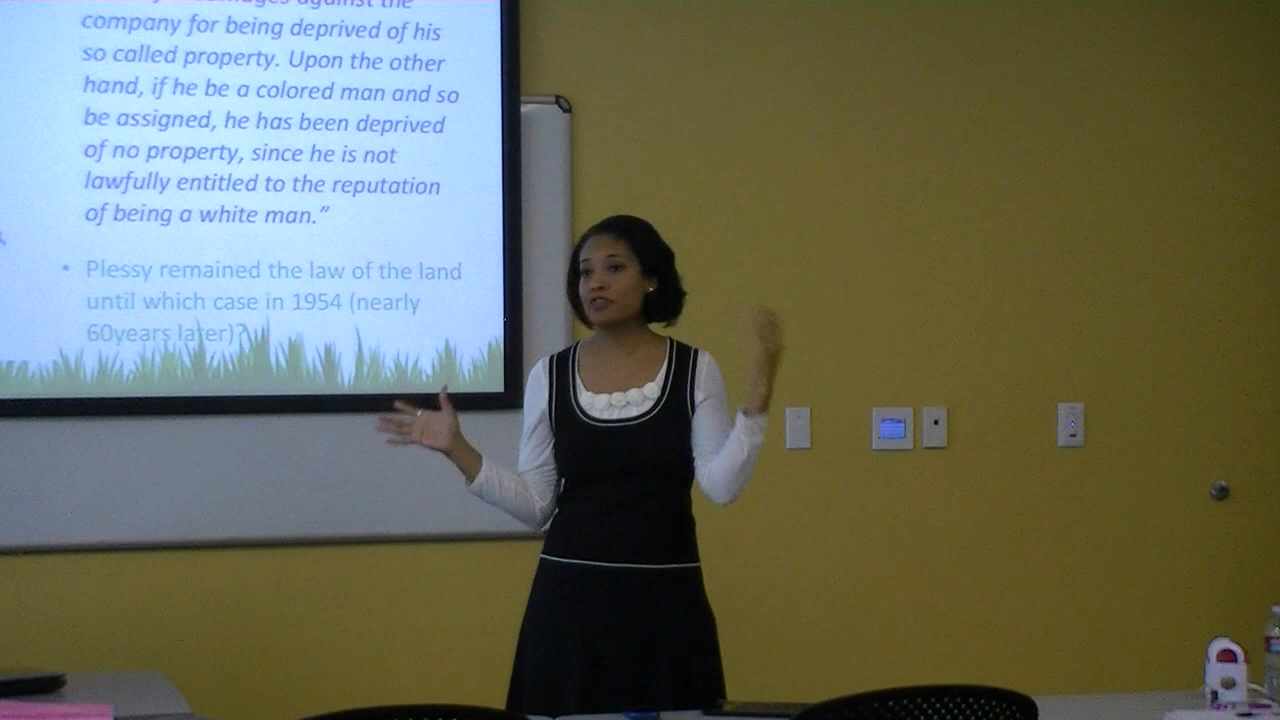 damages against the
company for being deprived of his
so called property. Upon the other
hand, if he be a colored man and so
be assigned, he has been deprived
of no property, since he is not
lawfully entitled to the reputation
of being a white man.”
• Plessy remained the law of the land
until which case in 1954 (nearly
60years later)?